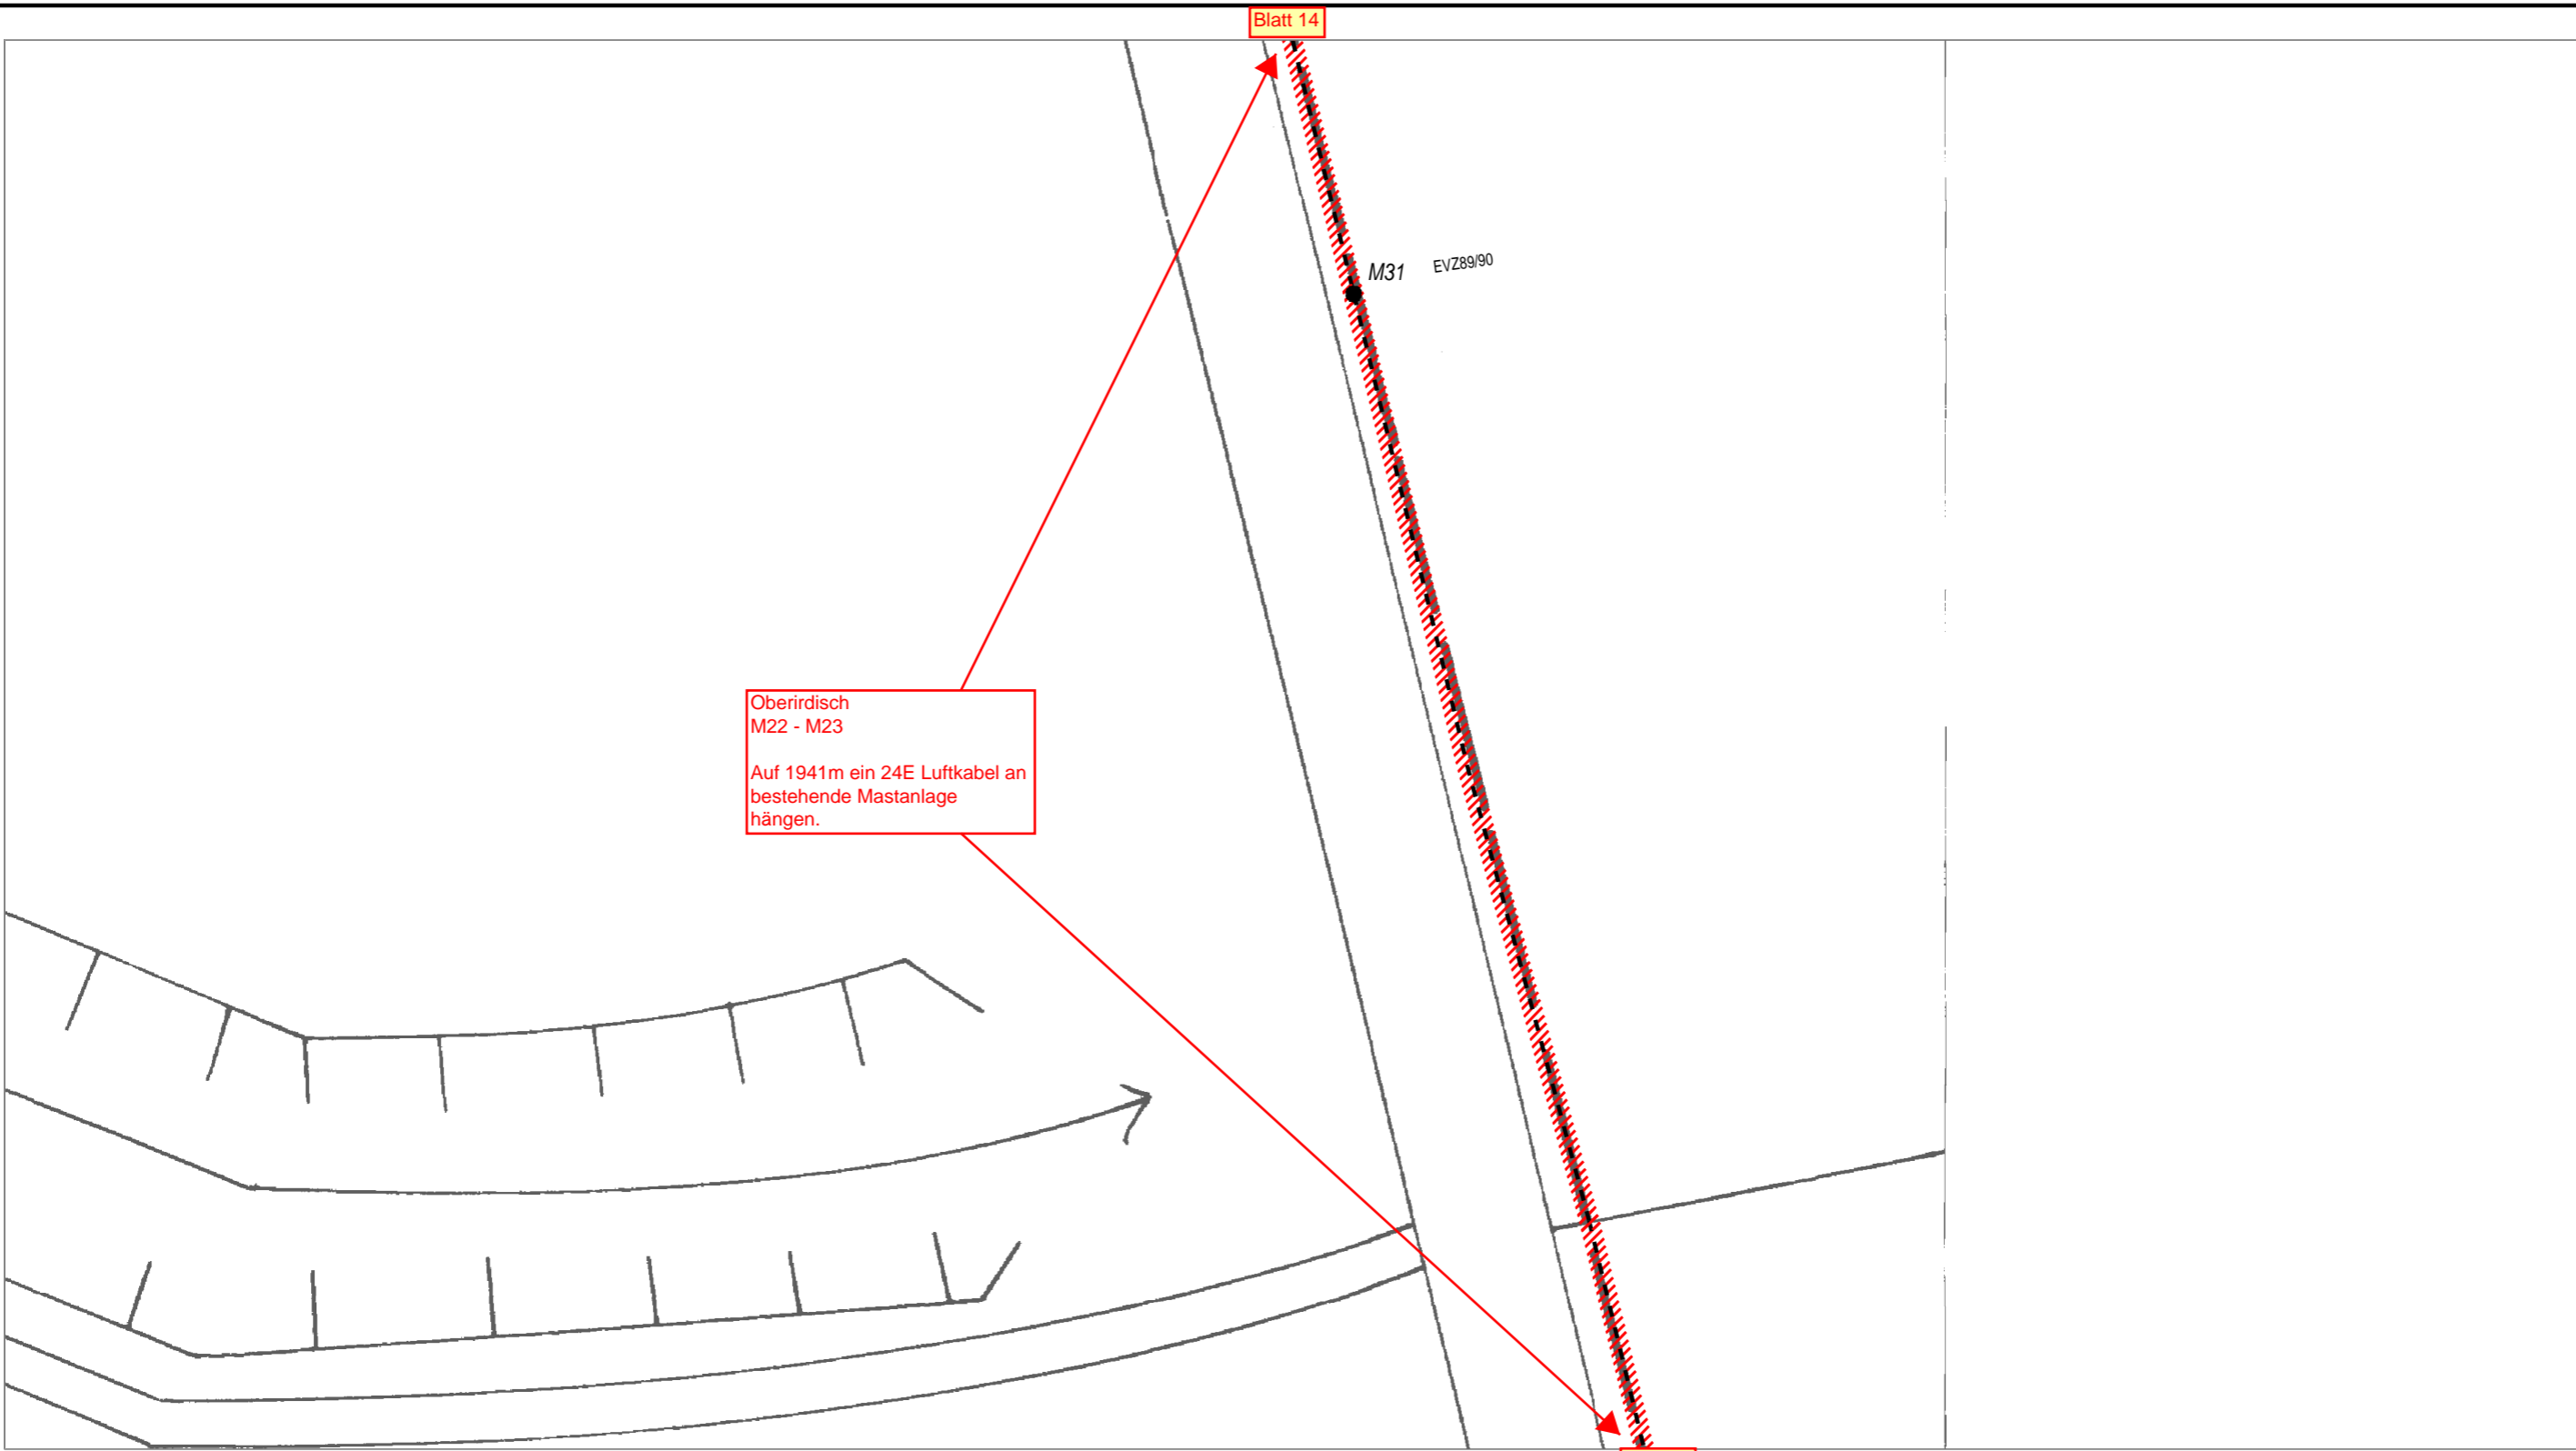 Blatt 14
M31 EVZ89/90
Oberirdisch
M22 - M23
Auf 1941m ein 24E Luftkabel an
bestehende Mastanlage
hängen.